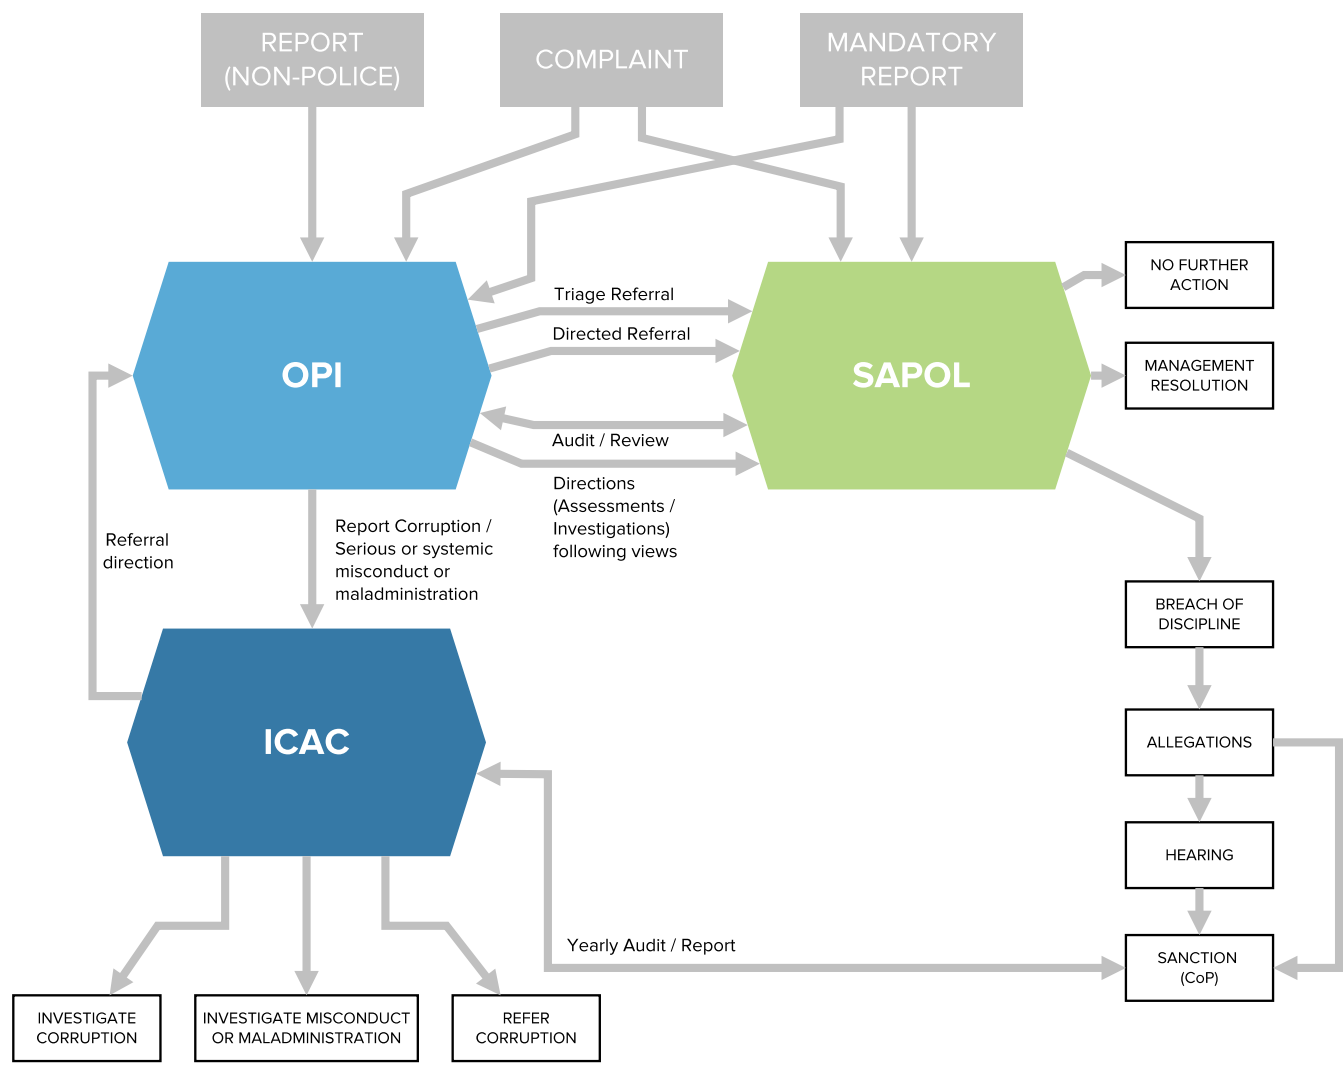 REPORT
(NON-POLICE)
COMPLAINT
MANDATORY
REPORT
NO FURTHER
ACTION
Triage Referral
Directed Referral
OPI
SAPOL
MANAGEMENT
RESOLUTION
Audit / Review
Directions
(Assessments /
Investigations)
following views
Referral
direction
Report Corruption /
Serious or systemic
misconduct or
maladministration
BREACH OF
DISCIPLINE
ICAC
ALLEGATIONS
HEARING
Yearly Audit / Report
SANCTION
(CoP)
INVESTIGATE
CORRUPTION
INVESTIGATE MISCONDUCT
OR MALADMINISTRATION
REFER
CORRUPTION